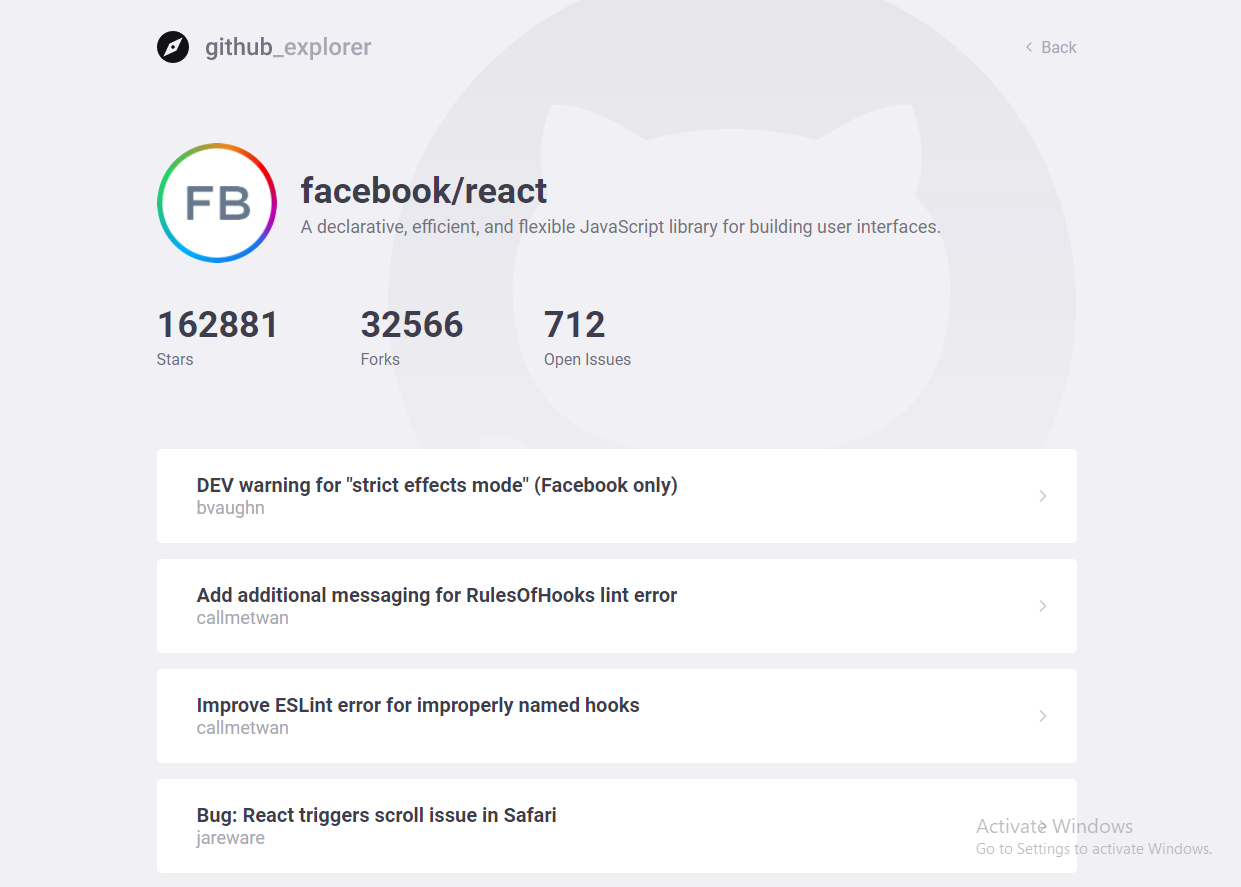 github_explorer
Back
FB
facebook/react
A declarative, efficient, and flexible JavaScript library for building user interfaces.
162881 32566 712
Stars Forks Open Issues
DEV warning for "strict effects mode" (Facebook only)
bvaughn
Add additional messaging for RulesOfHooks lint error
callmetwan
Improve ESLint error for improperly named hooks
callmetwan
Bug: React triggers scroll issue in Safari
jareware
Activate Windows
Go to Settings to activate Windows.